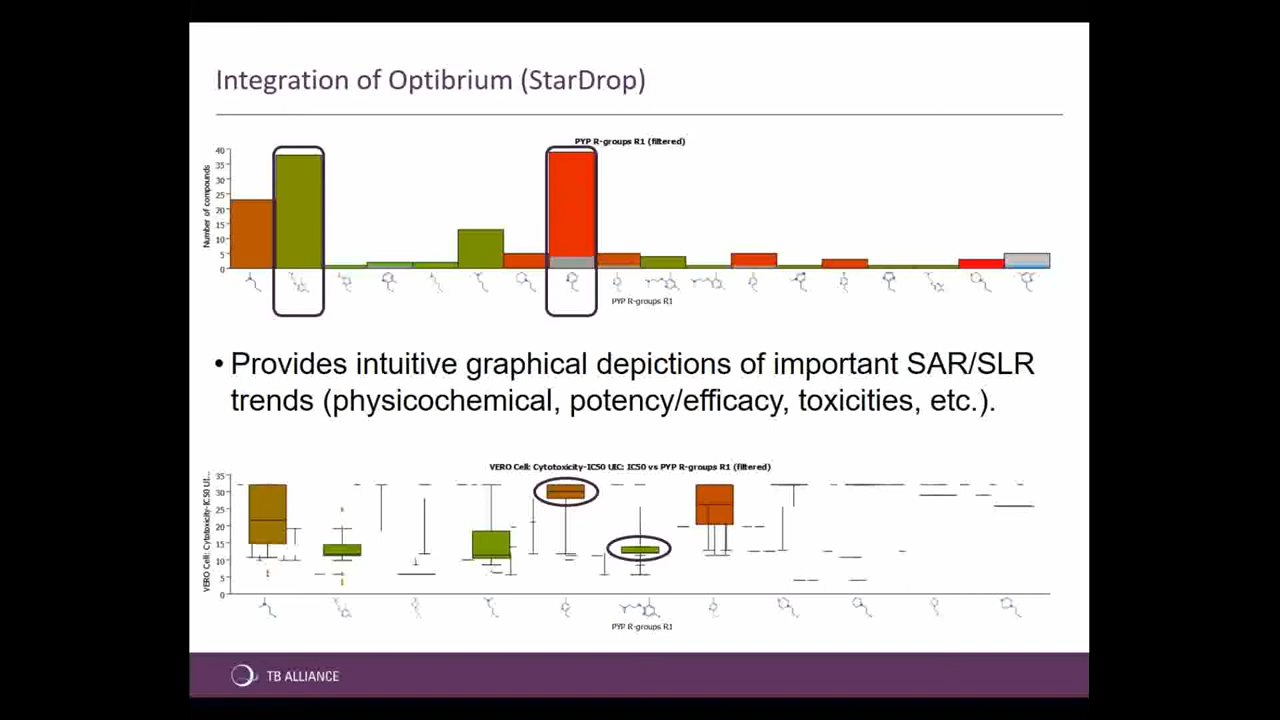 Integration of Optibrium (StarDrop)
PYP R-groups R1 (filtered)
Number of compounds
40
35
30
25
20
15
10
5
0
PYP R-groups R1
• Provides intuitive graphical depictions of important SAR/SLR
trends (physicochemical, potency/efficacy, toxicities, etc.).
VERO Cell: Cytotoxicity-IC50 UEC: IC50 vs PYP R-groups R1 (filtered)
VERO Cell: Cytotoxicity-IC50 UI...
35
30
25
20
15
10
5
0
PYP R-groups R1
TB ALLIANCE